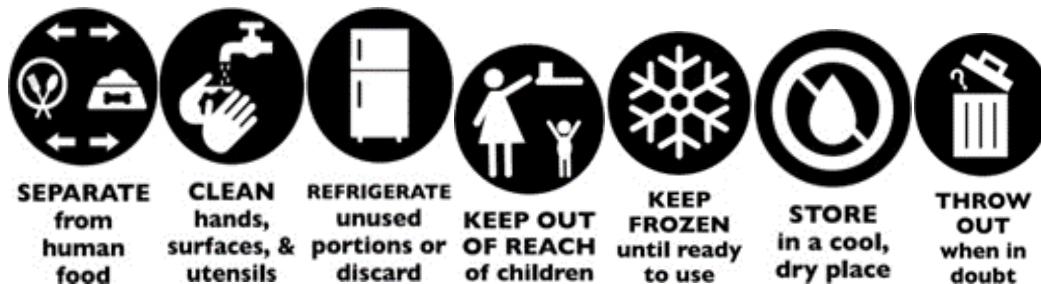 SEPARATE
from
human
food
CLEAN
hands,
surfaces, &
utensils
REFRIGERATE
unused
portions or
discard
KEEP OUT
OF REACH
of children
KEEP
FROZEN
until ready
to use
STORE
in a cool,
dry place
?
THROW
OUT
when in
doubt